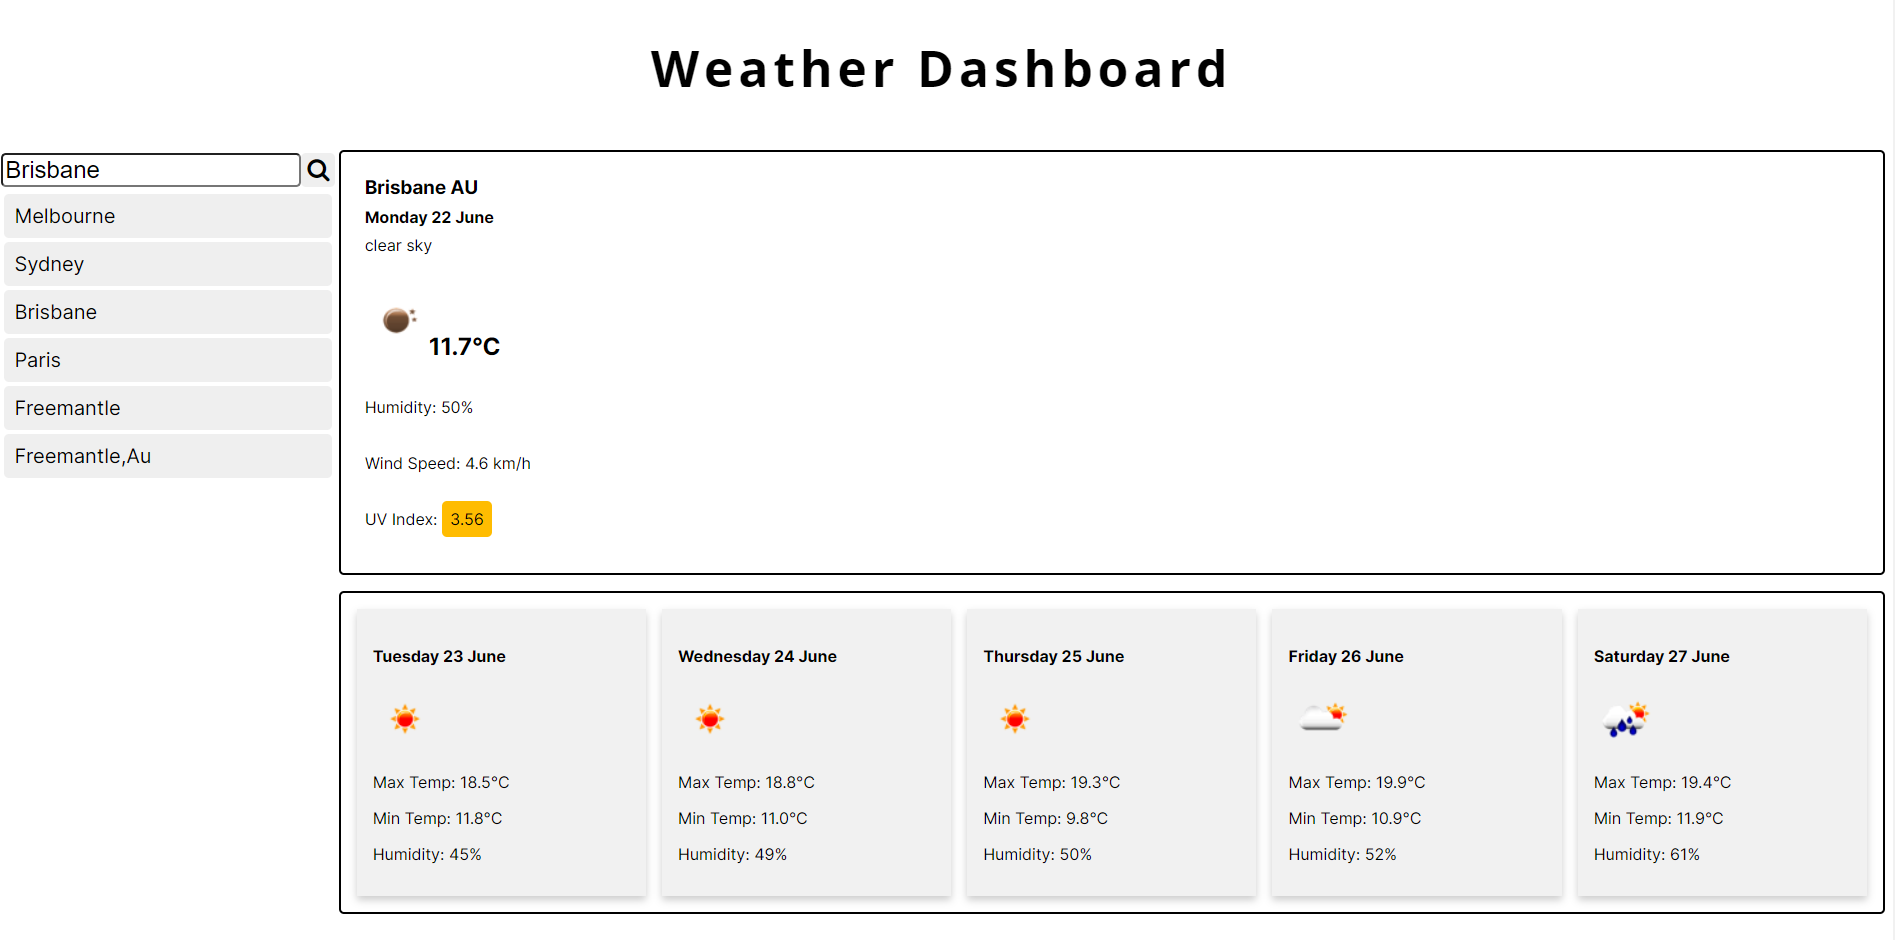 Weather Dashboard
Brisbane
Melbourne
Sydney
Brisbane
Paris
Freemantle
Freemantle,Au
Brisbane AU
Monday 22 June
clear sky
11.7°C
Humidity: 50%
Wind Speed: 4.6 km/h
UV Index: 3.56
Tuesday 23 June
Max Temp: 18.5°C
Min Temp: 11.8°C
Humidity: 45%
Wednesday 24 June
Max Temp: 18.8°C
Min Temp: 11.0°C
Humidity: 49%
Thursday 25 June
Max Temp: 19.3°C
Min Temp: 9.8°C
Humidity: 50%
Friday 26 June
Max Temp: 19.9°C
Min Temp: 10.9°C
Humidity: 52%
Saturday 27 June
Max Temp: 19.4°C
Min Temp: 11.9°C
Humidity: 61%